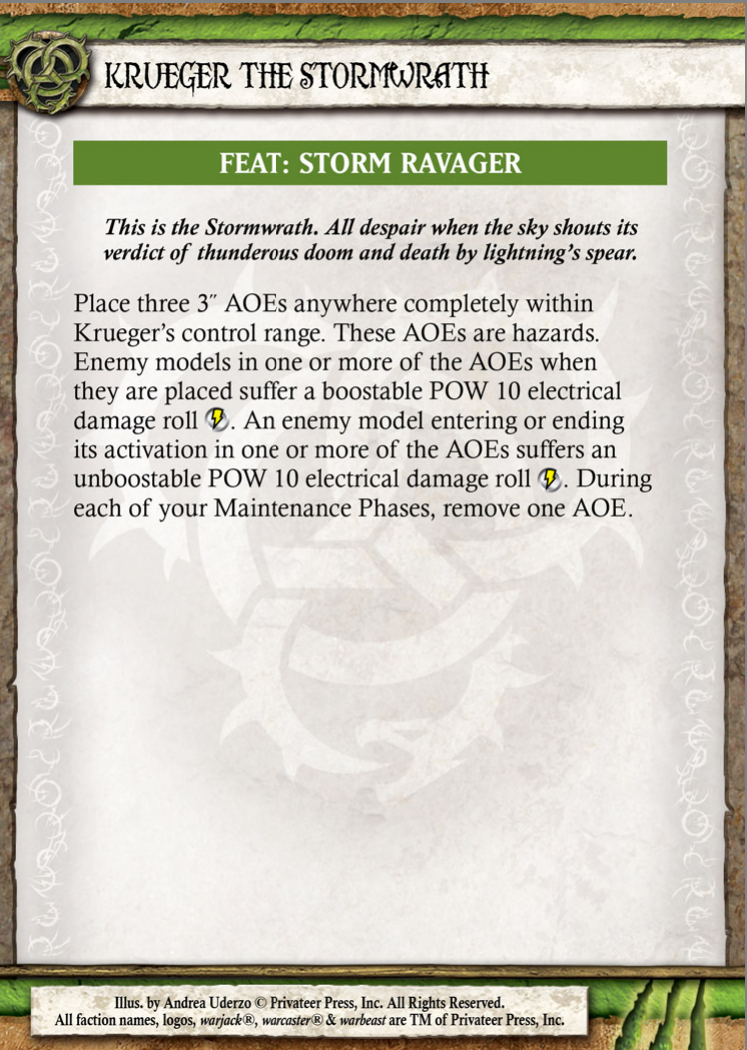 KRUEGER THE STORMWRATH
FEAT: STORM RAVAGER
This is the Stormwrath. All despair when the sky shouts its
verdict of thunderous doom and death by lightning's spear.
Place three 3″ AOEs anywhere completely within
Krueger's control range. These AOEs are hazards.
Enemy models in one or more of the AOEs when
they are placed suffer a boostable POW 10 electrical
damage roll . An enemy model entering or ending
its activation in one or more of the AOEs suffers an
unboostable POW 10 electrical damage roll . During
each of your Maintenance Phases, remove one AOE.
Illus. by Andrea Uderzo © Privateer Press, Inc. All Rights Reserved.
All faction names, logos, warjack®, warcaster® & warbeast are TM of Privateer Press, Inc.